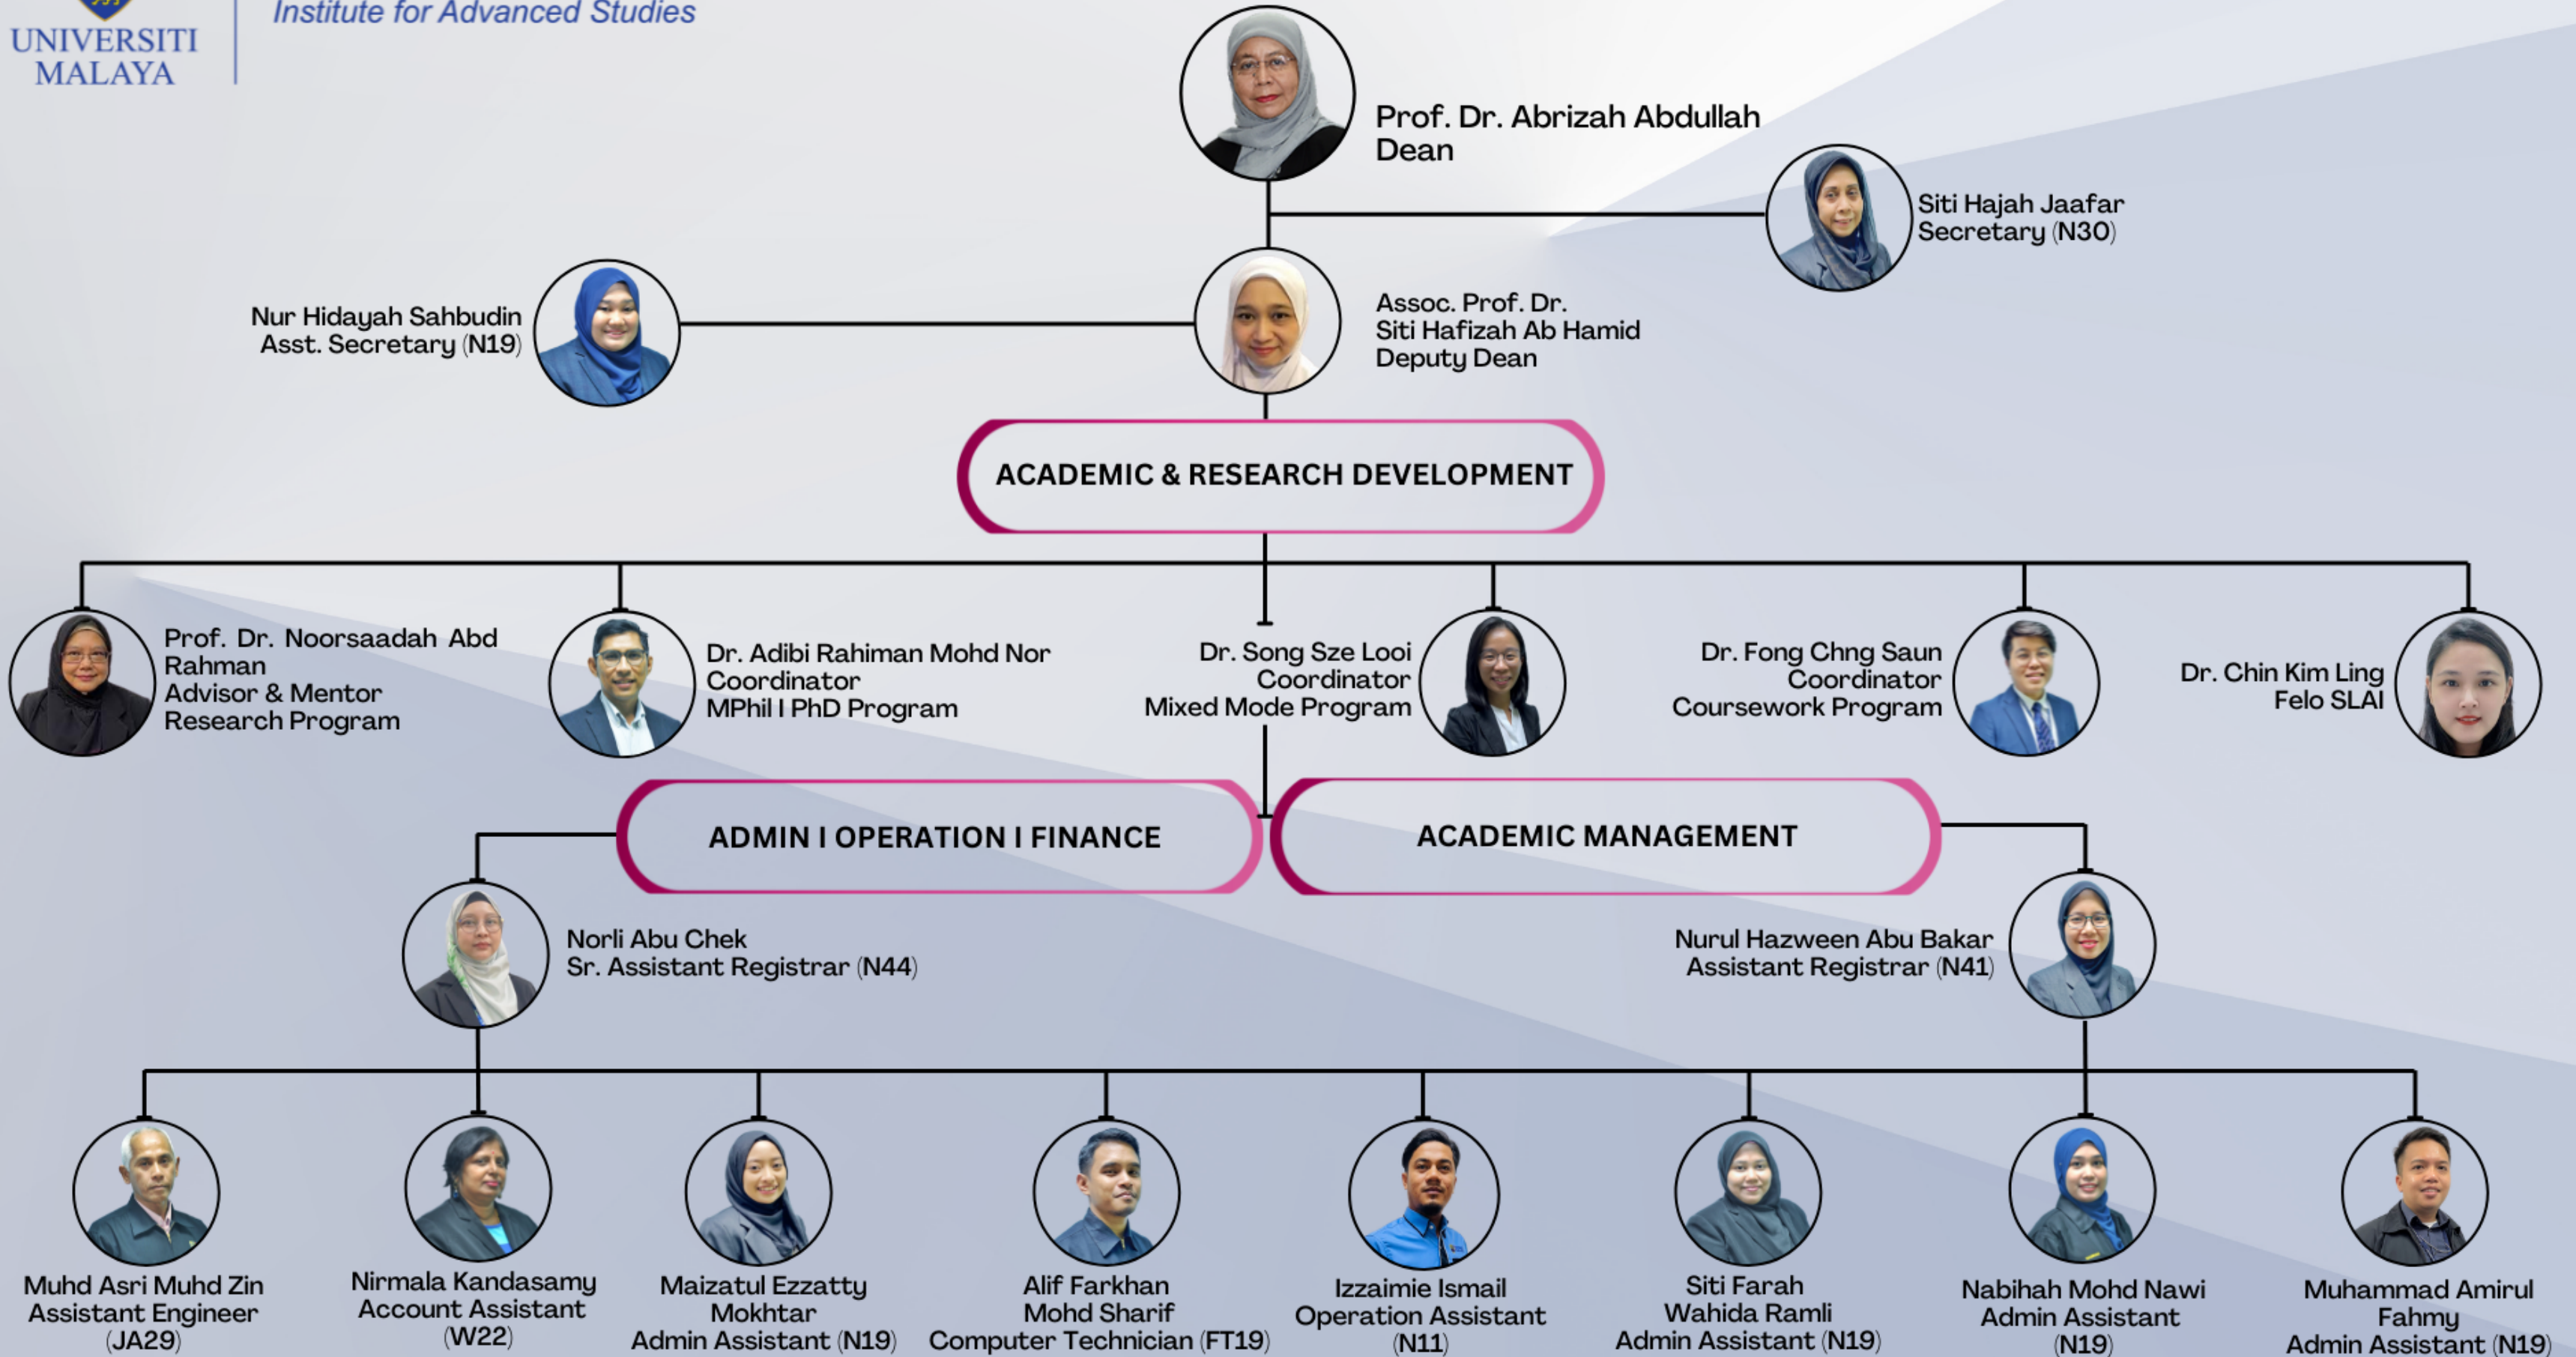 Institute for Advanced Studies
UNIVERSITI
MALAYA
Prof. Dr. Abrizah Abdullah
Dean
Siti Hajah Jaafar
Secretary (N30)
Nur Hidayah Sahbudin
Asst. Secretary (N19)
Assoc. Prof. Dr.
Siti Hafizah Ab Hamid
Deputy Dean
ACADEMIC & RESEARCH DEVELOPMENT
Prof. Dr. Noorsaadah Abd
Rahman
Advisor & Mentor
Research Program
Dr. Adibi Rahiman Mohd Nor
Coordinator
MPhil I PhD Program
Dr. Song Sze Looi
Coordinator
Mixed Mode Program
Dr. Fong Chng Saun
Coordinator
Coursework Program
Dr. Chin Kim Ling
Felo SLAI
ADMIN I OPERATION I FINANCE
ACADEMIC MANAGEMENT
Norli Abu Chek
Sr. Assistant Registrar (N44)
Nurul Hazween Abu Bakar
Assistant Registrar (N41)
Muhd Asri Muhd Zin
Assistant Engineer
(JA29)
Nirmala Kandasamy
Account Assistant
(W22)
Maizatul Ezzatty
Mokhtar
Admin Assistant (N19)
Alif Farkhan
Mohd Sharif
Computer Technician (FT19)
Izzaimie Ismail
Operation Assistant
(N11)
Siti Farah
Wahida Ramli
Admin Assistant (N19)
Nabihah Mohd Nawi
Admin Assistant
(N19)
Muhammad Amirul
Fahmy
Admin Assistant (N19)